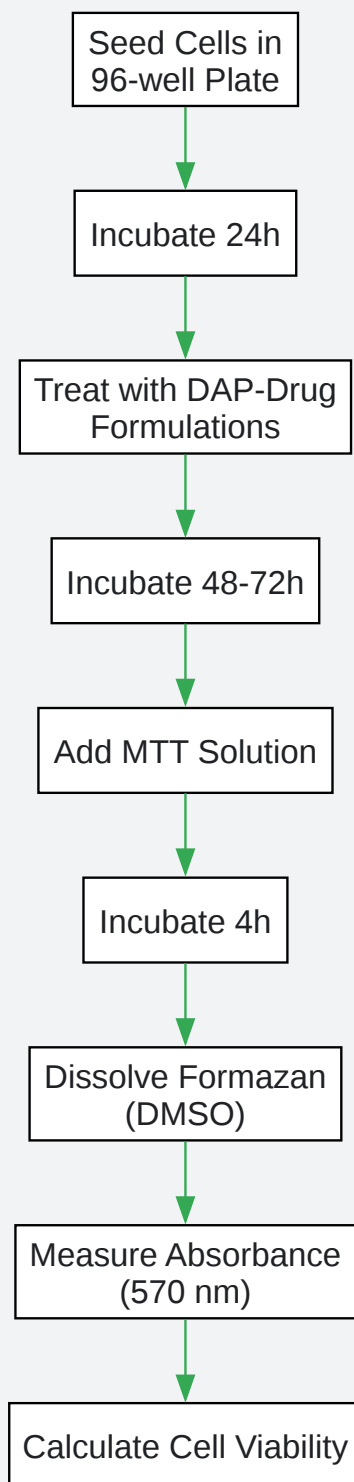 Seed Cells in
96-well Plate
Incubate 24h
Treat with DAP-Drug
Formulations
Incubate 48-72h
Add MTT Solution
Incubate 4h
Dissolve Formazan
(DMSO)
Measure Absorbance
(570 nm)
Calculate Cell Viability